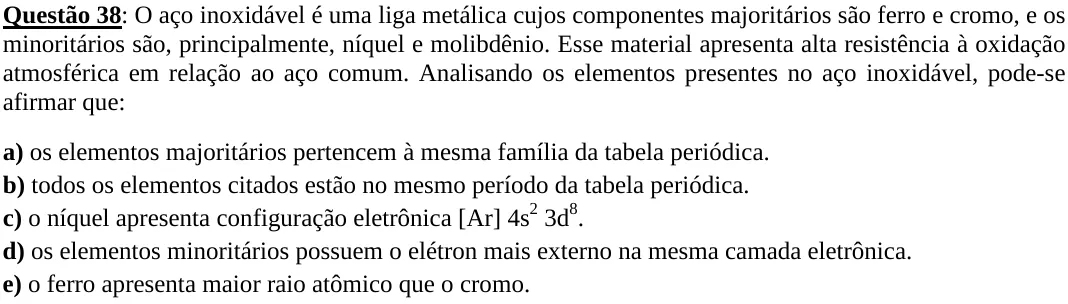 Questão 38: O aço inoxidável é uma liga metálica cujos componentes majoritários são ferro e cromo, e os
minoritários são, principalmente, níquel e molibdênio. Esse material apresenta alta resistência à oxidação
atmosférica em relação ao aço comum. Analisando os elementos presentes no aço inoxidável, pode-se
afirmar que:
a) os elementos majoritários pertencem à mesma família da tabela periódica.
b) todos os elementos citados estão no mesmo período da tabela periódica.
c) o níquel apresenta configuração eletrônica [Ar] 4s² 3d⁸.
d) os elementos minoritários possuem o elétron mais externo na mesma camada eletrônica.
e) o ferro apresenta maior raio atômico que o cromo.